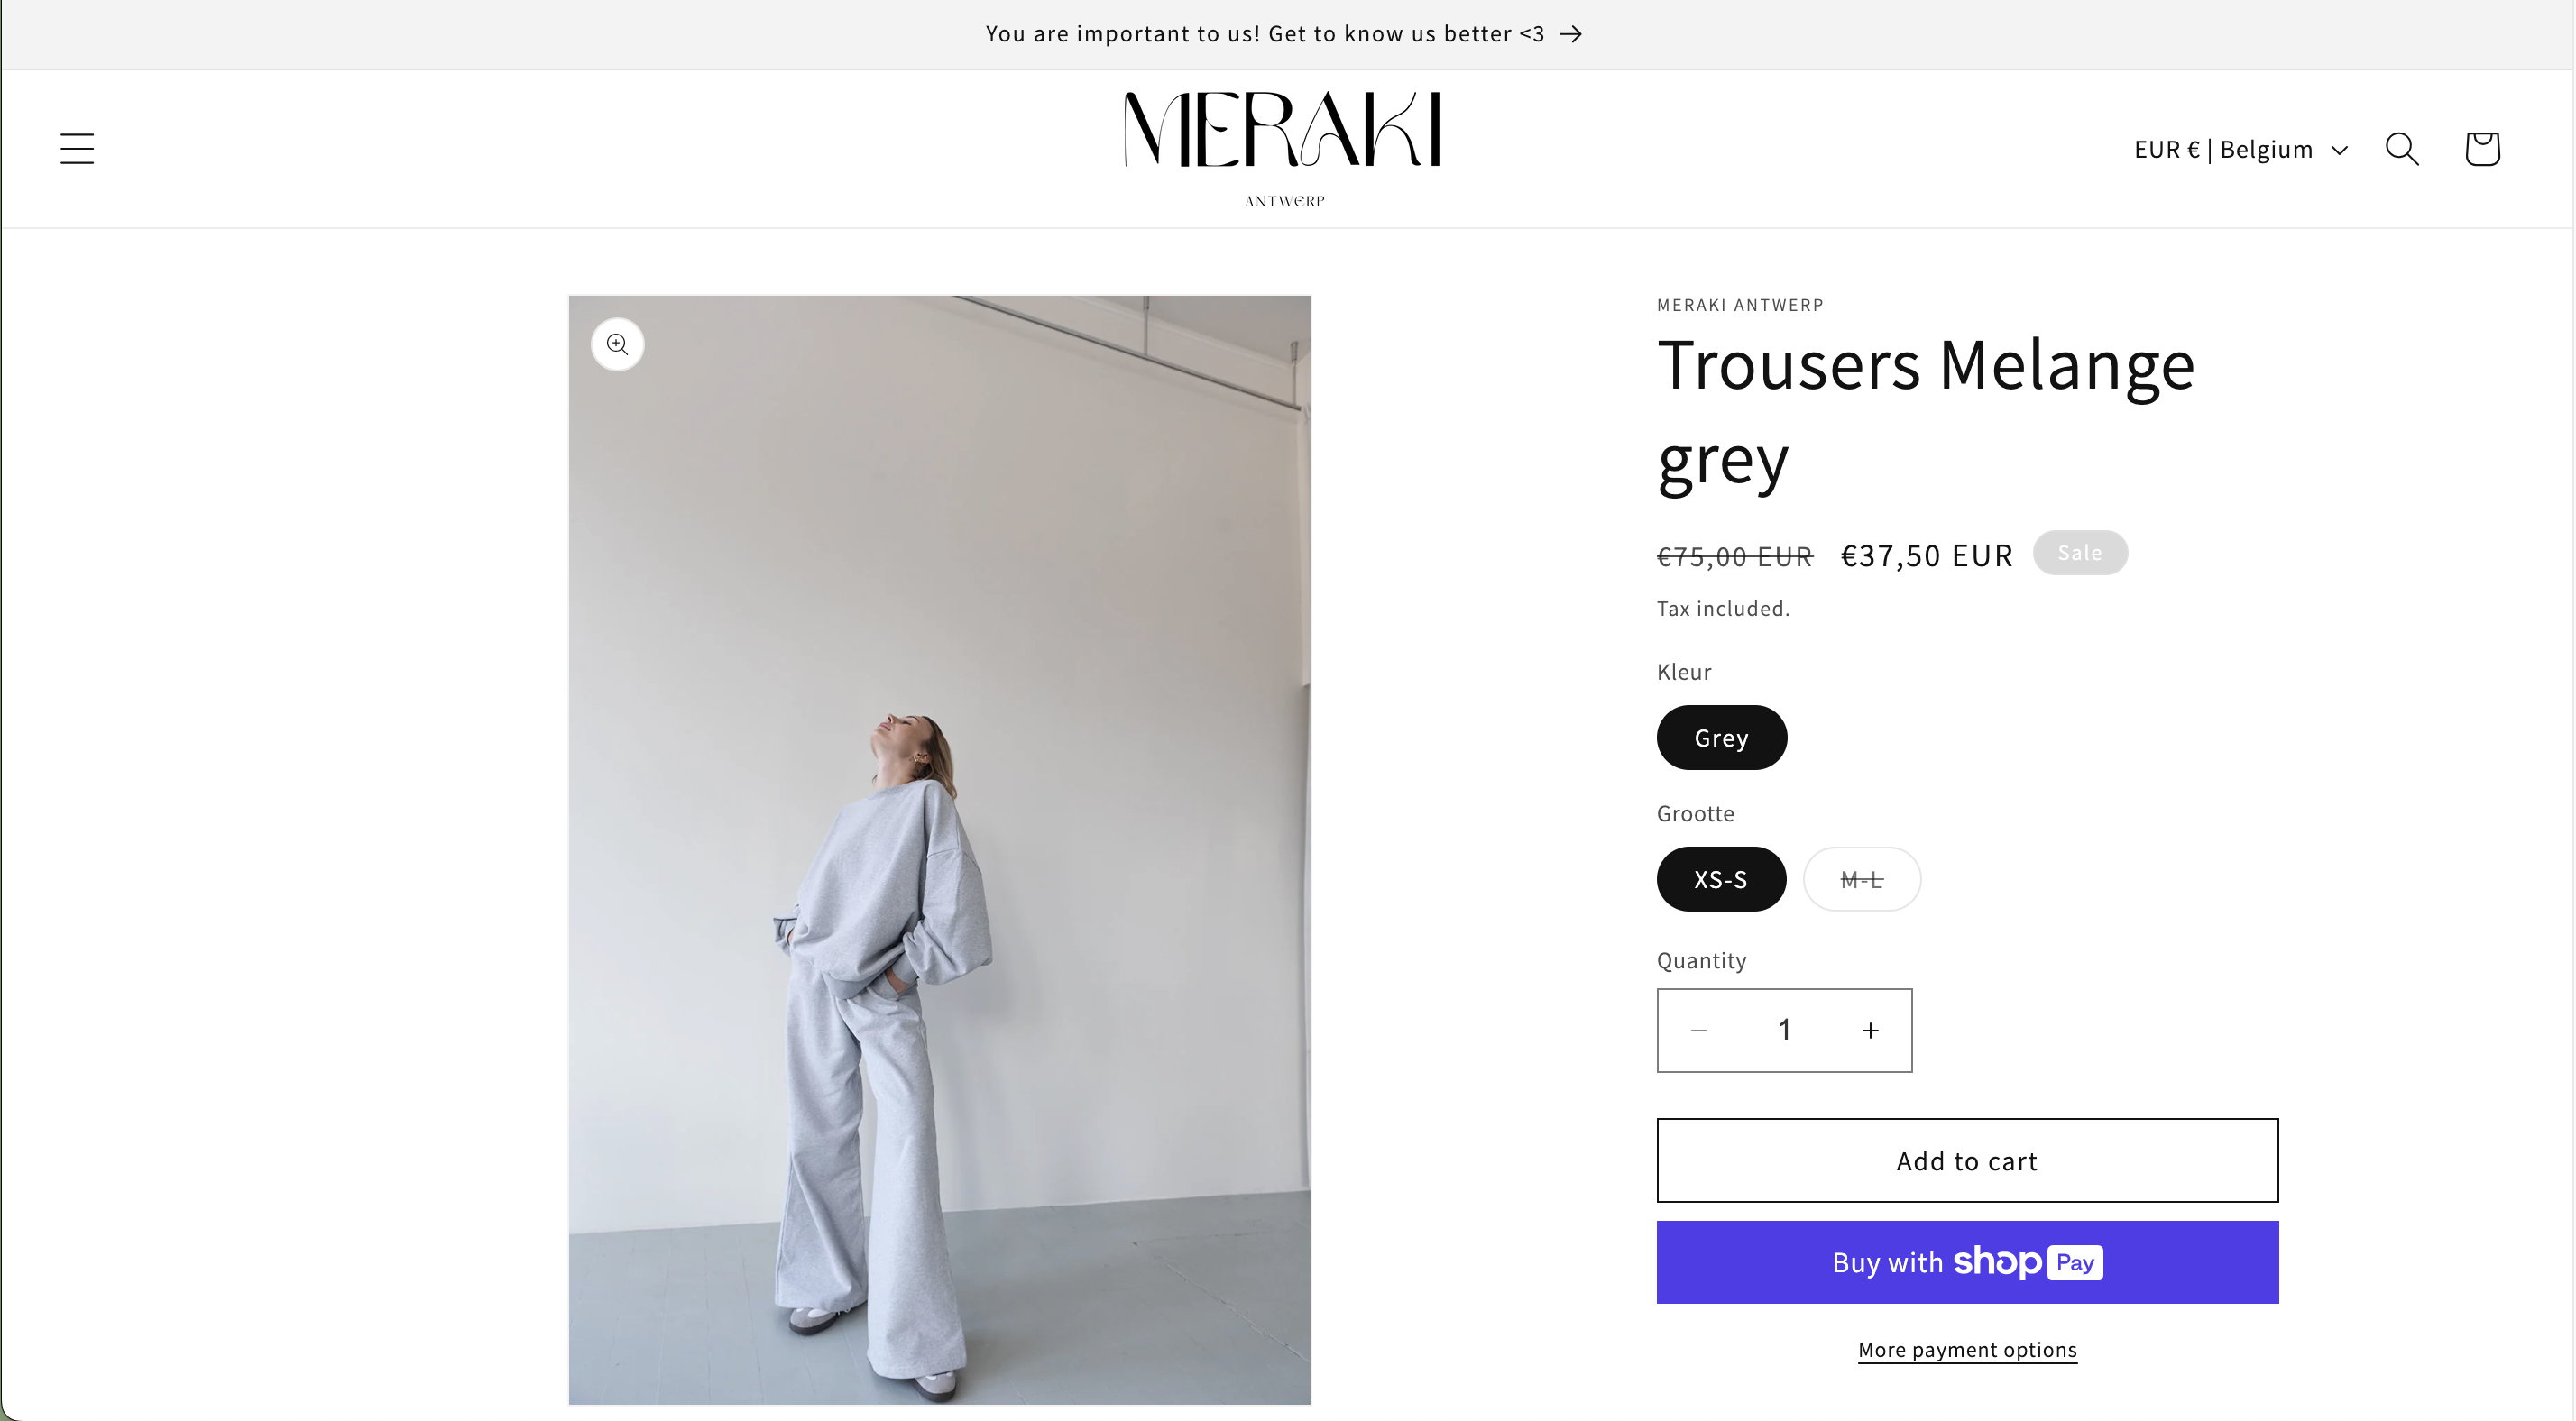 You are important to us! Get to know us better <3 →
MERAKI
ANTWERP
EUR € | Belgium
MERAKI ANTWERP
Trousers Melange
grey
€75,00 EUR €37,50 EUR Sale
Tax included.
Kleur
Grey
Grootte
XS-S M-L
Quantity
− 1 +
Add to cart
Buy with shop Pay
More payment options